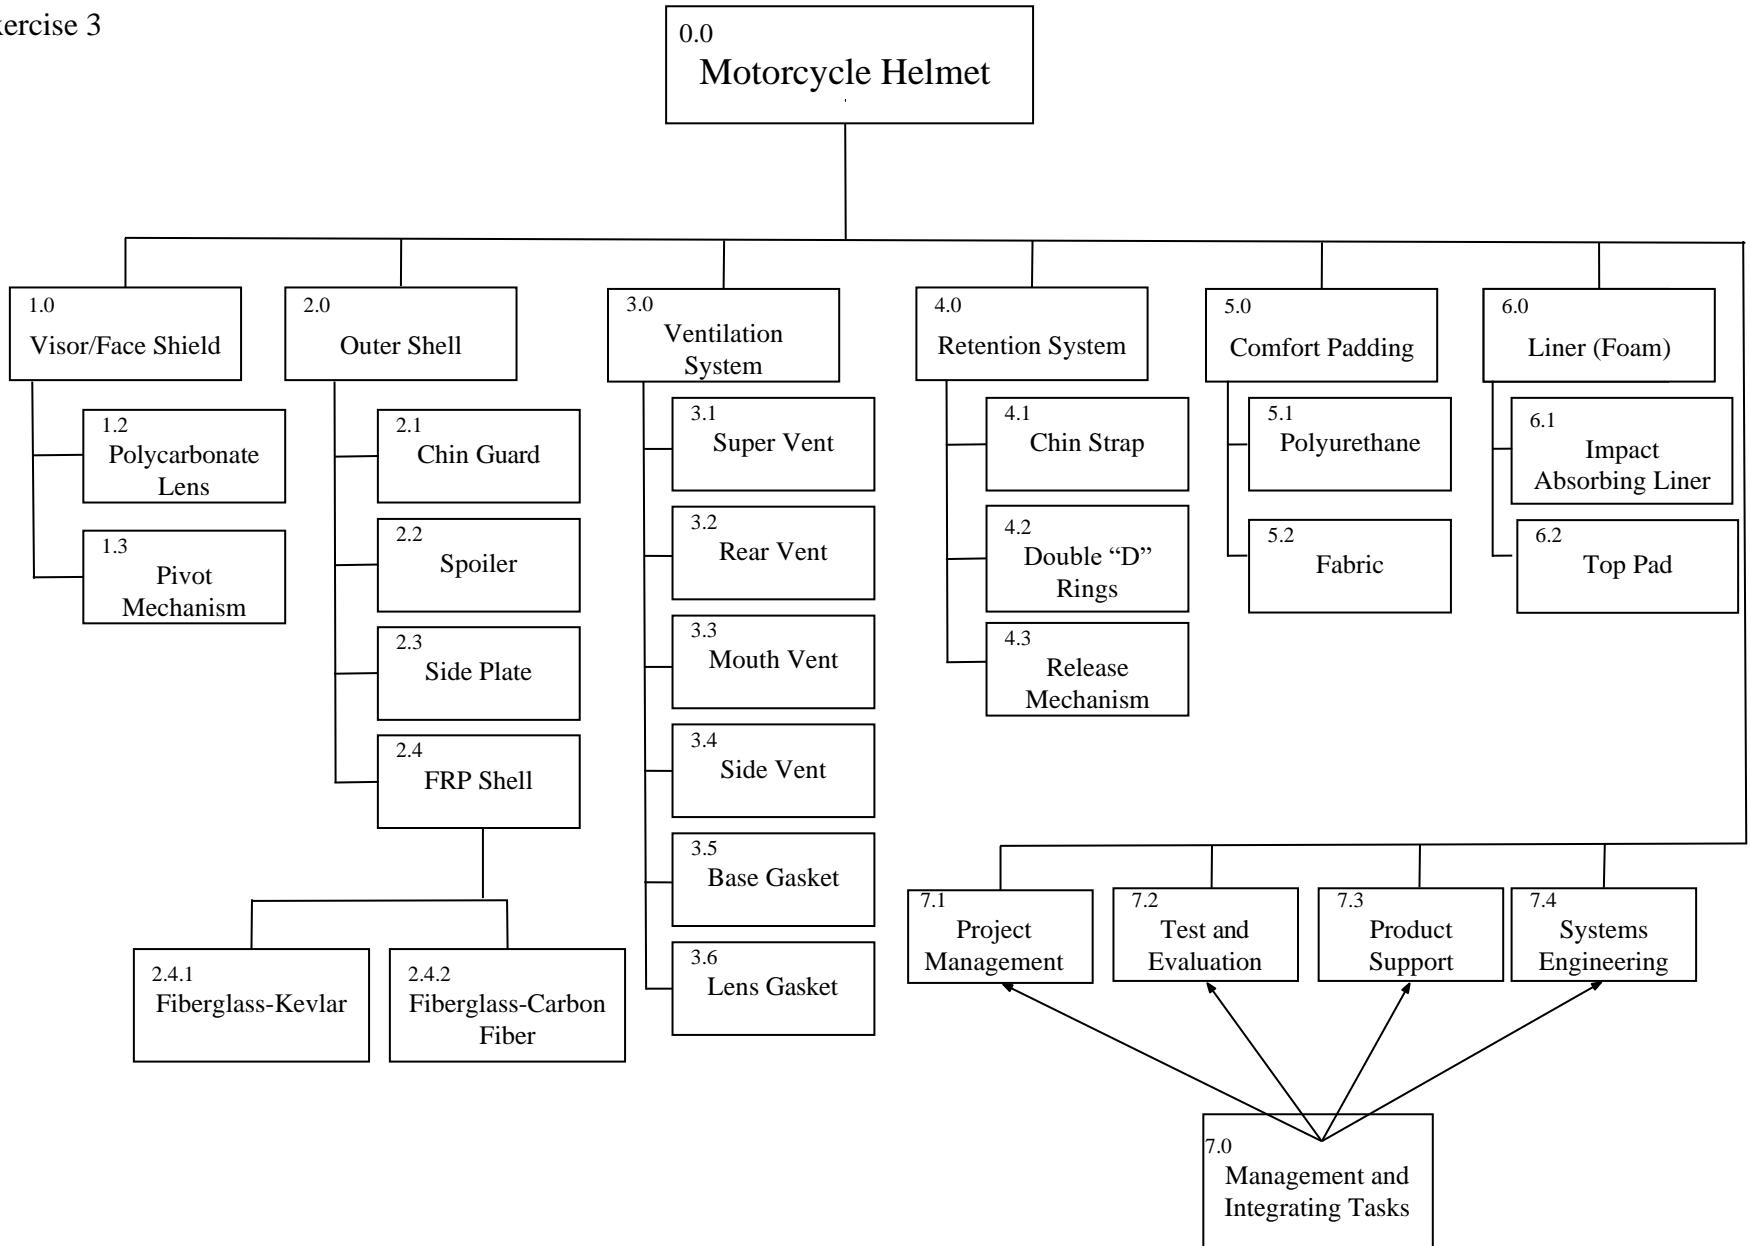 ercise 3
0.0
Motorcycle Helmet
1.0
Visor/Face Shield
2.0
Outer Shell
3.0
Ventilation
System
4.0
Retention System
5.0
Comfort Padding
6.0
Liner (Foam)
1.2
Polycarbonate
Lens
1.3
Pivot
Mechanism
2.1
Chin Guard
2.2
Spoiler
2.3
Side Plate
2.4
FRP Shell
2.4.1
Fiberglass-Kevlar
2.4.2
Fiberglass-Carbon
Fiber
3.1
Super Vent
3.2
Rear Vent
3.3
Mouth Vent
3.4
Side Vent
3.5
Base Gasket
3.6
Lens Gasket
4.1
Chin Strap
4.2
Double “D”
Rings
4.3
Release
Mechanism
5.1
Polyurethane
5.2
Fabric
6.1
Impact
Absorbing Liner
6.2
Top Pad
7.1
Project
Management
7.2
Test and
Evaluation
7.3
Product
Support
7.4
Systems
Engineering
7.0
Management and
Integrating Tasks